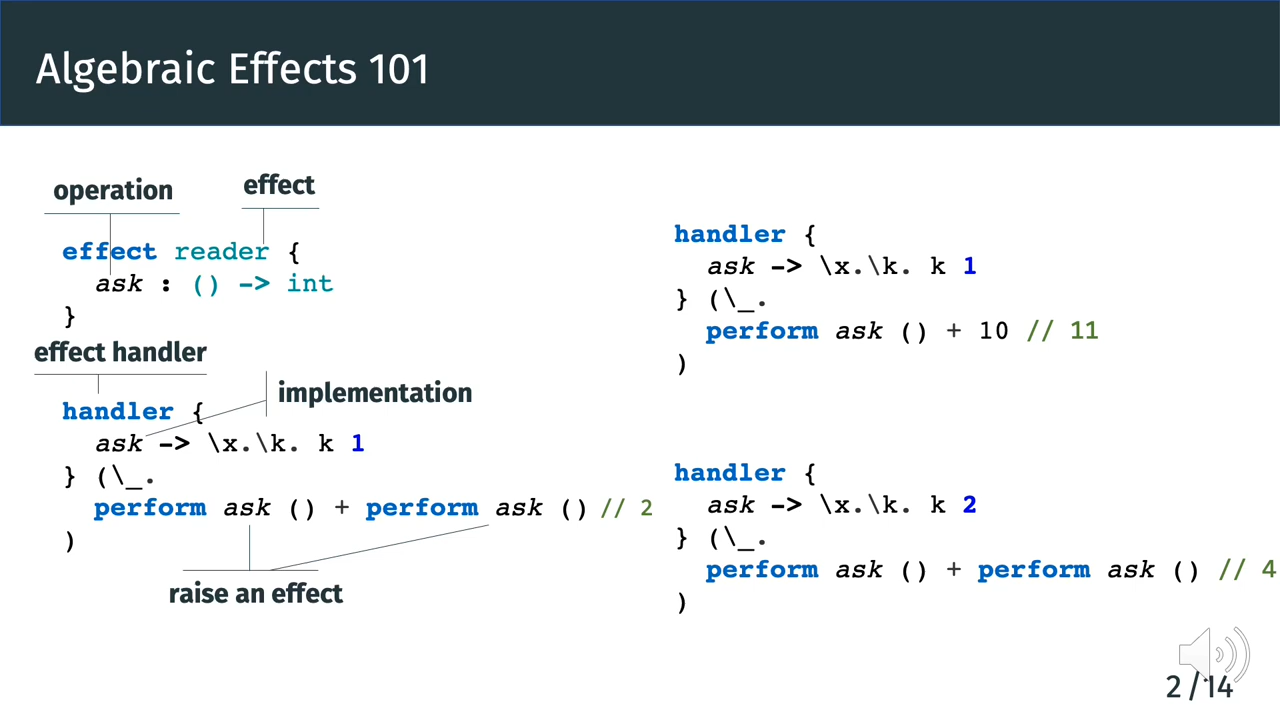 Algebraic Effects 101
operation
effect
effect reader {
ask : () -> int
}
effect handler
implementation
handler {
ask -> \x.\k. k 1
} (\_.
perform ask () + perform ask () // 2
)
raise an effect
handler {
ask -> \x.\k. k 1
} (\_.
perform ask () + 10 // 11
)
handler {
ask -> \x.\k. k 2
} (\_.
perform ask () + perform ask () // 4
)
2 / 14